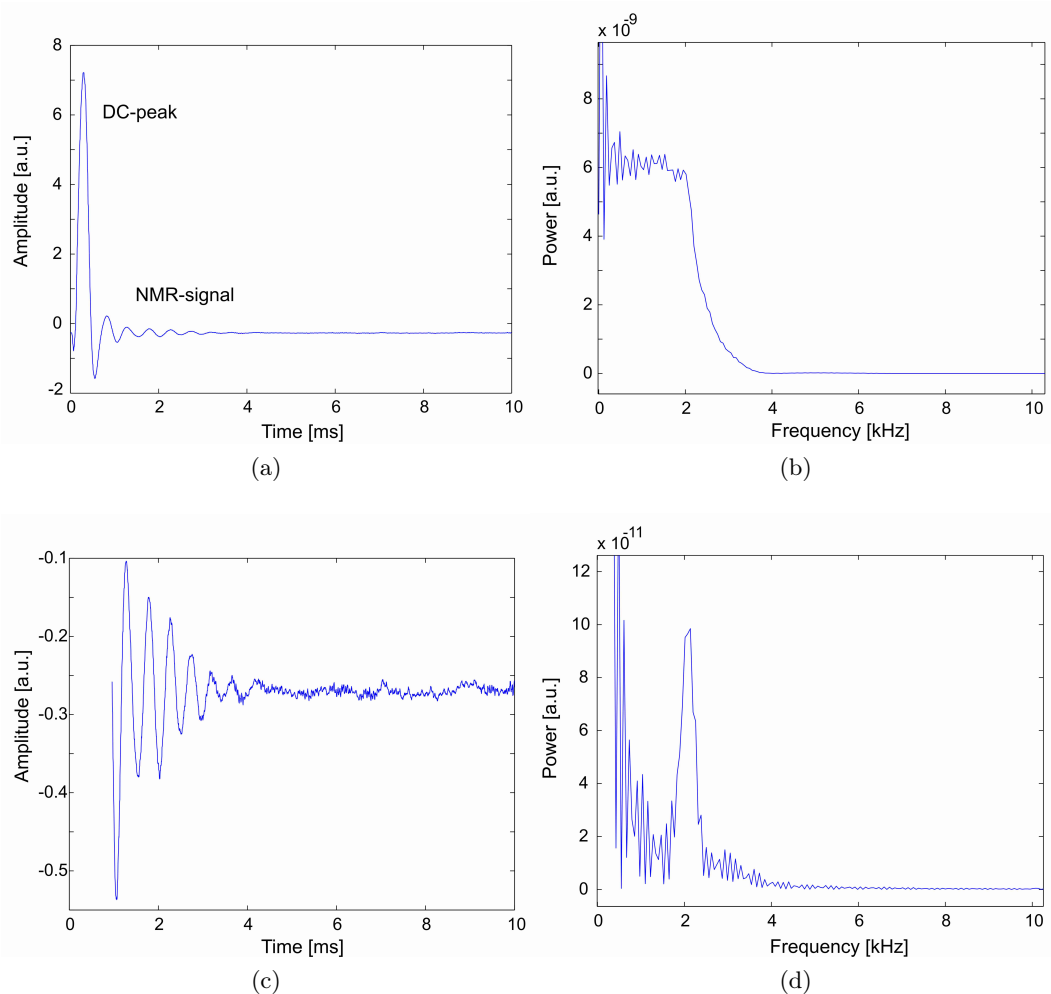 8
7
6
5
4
2
0
-2
DC-peak
NMR-signal
Amplitude [a.u.]
0 2 4 6 8 10
Time [ms]
(a)
x 10^9
8
6
4
2
0
Power [a.u.]
0 2 4 6 8 10
Frequency [kHz]
(b)
-0.1
-0.2
-0.3
-0.4
-0.5
Amplitude [a.u.]
0 2 4 6 8 10
Time [ms]
(c)
x 10^-11
12
10
8
6
4
2
0
Power [a.u.]
0 2 4 6 8 10
Frequency [kHz]
(d)